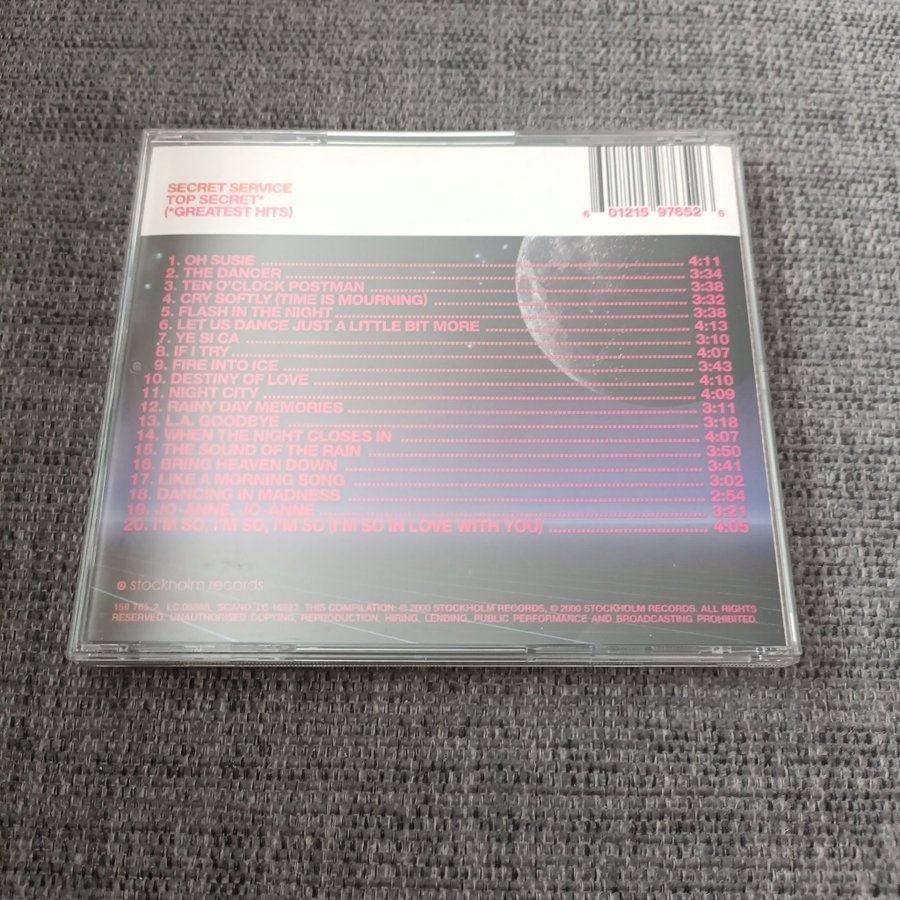 SECRET SERVICE
TOP SECRET*
(*GREATEST HITS)
6 01215 97652 6
1. OH SUSIE 4:11
2. THE DANCER 3:34
3. TEN O'CLOCK POSTMAN 3:38
4. CRY SOFTLY (TIME IS MOURNING) 3:32
5. FLASH IN THE NIGHT 3:38
6. LET US DANCE JUST A LITTLE BIT MORE 4:13
7. YE SI CA 3:10
8. IF I TRY 4:07
9. FIRE INTO ICE 3:43
10. DESTINY OF LOVE 4:10
11. NIGHT CITY 4:09
12. RAINY DAY MEMORIES 3:11
13. L.A. GOODBYE 3:18
14. WHEN THE NIGHT CLOSES IN 4:07
15. THE SOUND OF THE RAIN 3:50
16. BRING HEAVEN DOWN 3:41
17. LIKE A MORNING SONG 3:02
18. DANCING IN MADNESS 2:54
19. JO-ANNE, JO-ANNE 3:21
20. I'M SO, I'M SO, I'M SO (I'M SO IN LOVE WITH YOU) 4:05
stockholm records
THIS COMPILATION: ℗ 2000 STOCKHOLM RECORDS, © 2000 STOCKHOLM RECORDS. ALL RIGHTS
RESERVED. UNAUTHORISED COPYING, REPRODUCTION, HIRING, LENDING, PUBLIC PERFORMANCE AND BROADCASTING PROHIBITED.